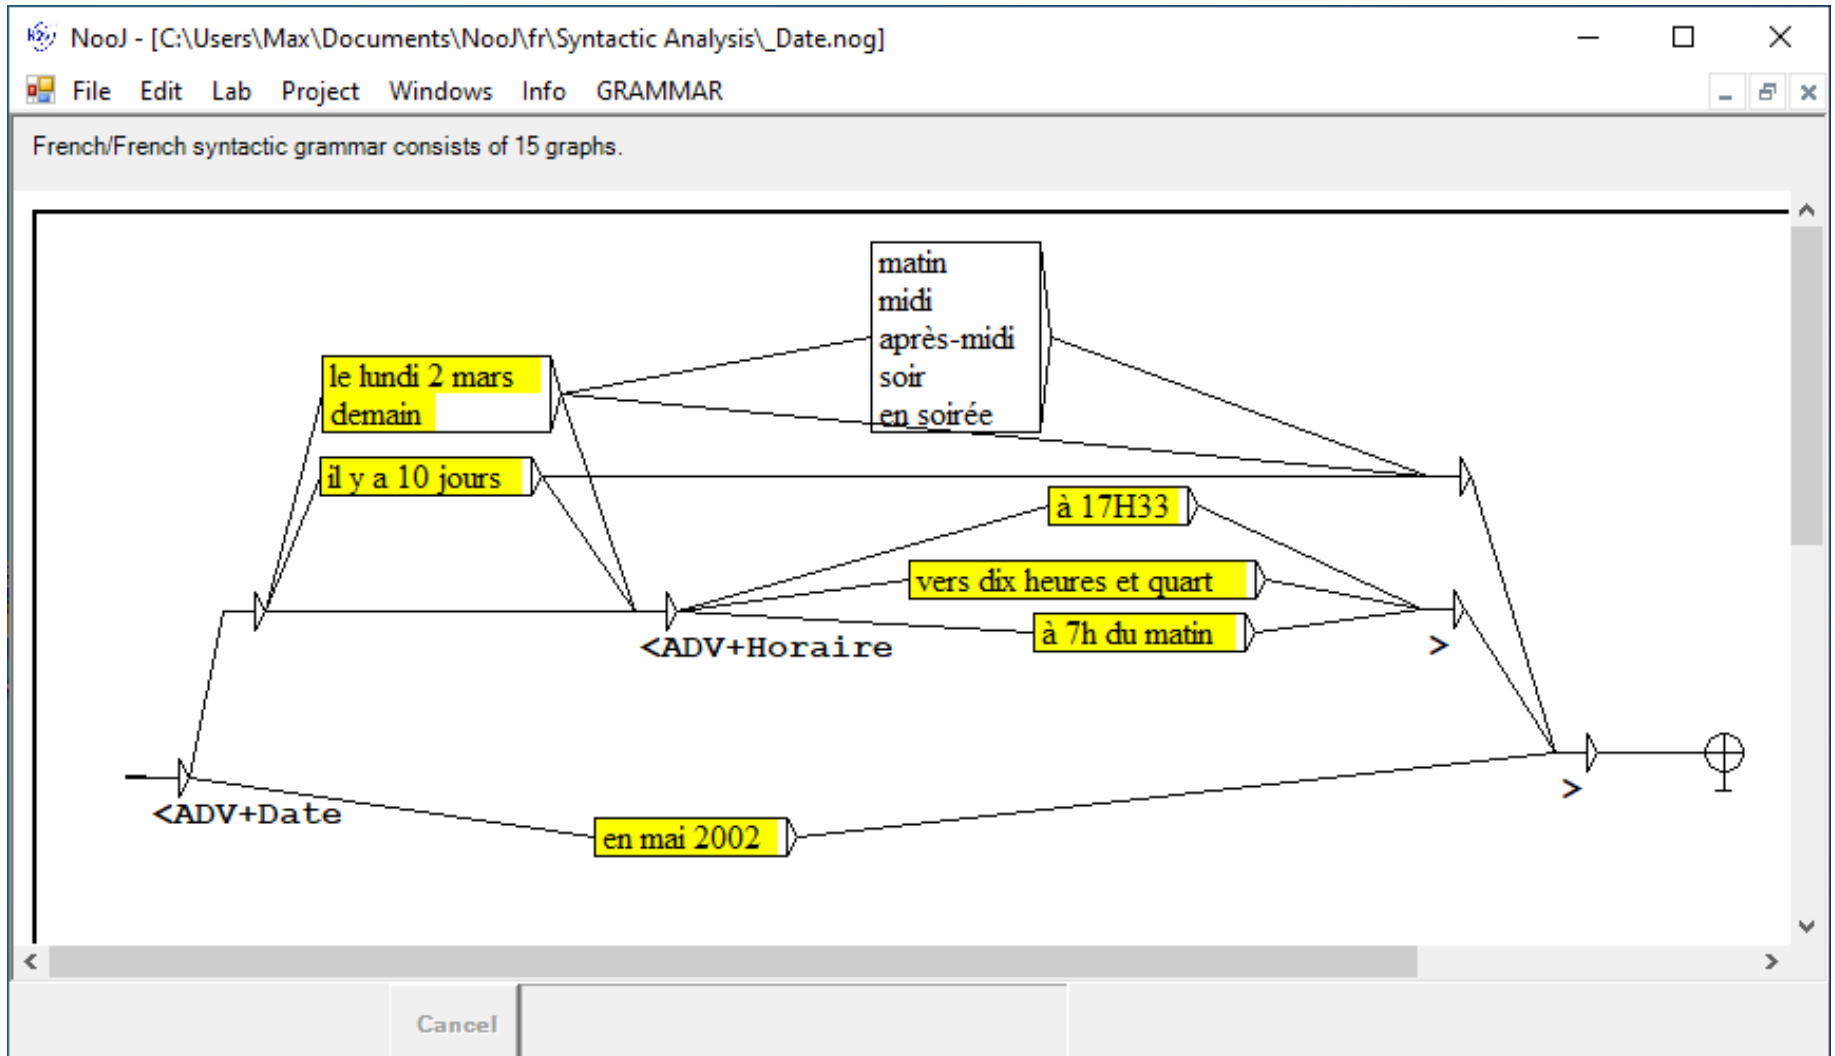 NooJ - [C:\Users\Max\Documents\NooJ\fr\Syntactic Analysis\_Date.nog]
File Edit Lab Project Windows Info GRAMMAR
French/French syntactic grammar consists of 15 graphs.
matin
midi
après-midi
soir
en soirée
le lundi 2 mars
demain
il y a 10 jours
à 17H33
vers dix heures et quart
à 7h du matin
<ADV+Horaire
>
<ADV+Date
>
en mai 2002
Cancel